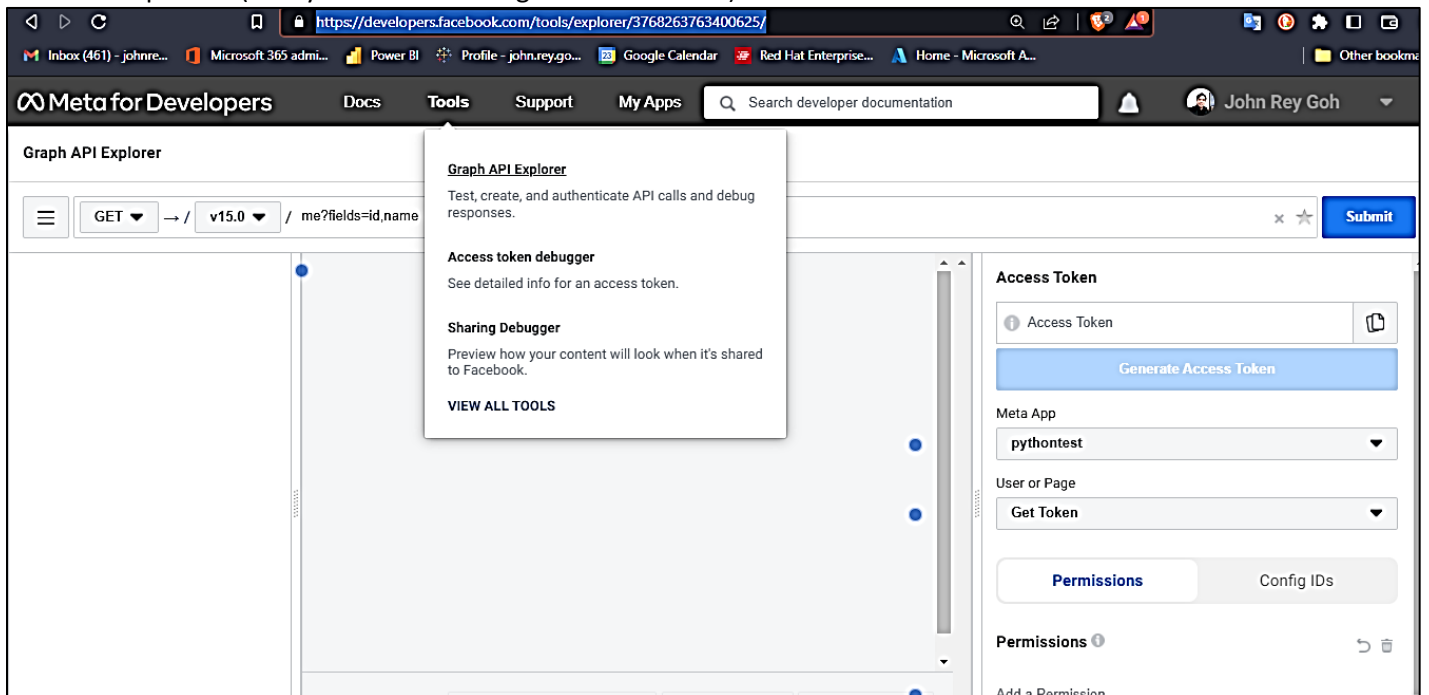 https://developers.facebook.com/tools/explorer/3768263763400625/
Inbox (461) - johnre... Microsoft 365 admi... Power BI Profile - john.rey.go... 23 Google Calendar Red Hat Enterprise... Home - Microsoft A... Other bookma
Meta for Developers Docs Tools Support My Apps Search developer documentation John Rey Goh
Graph API Explorer
GET → / v15.0 / me?fields=id,name × Submit
Graph API Explorer
Test, create, and authenticate API calls and debug
responses.
Access token debugger
See detailed info for an access token.
Sharing Debugger
Preview how your content will look when it's shared
to Facebook.
VIEW ALL TOOLS
Access Token
Access Token
Generate Access Token
Meta App
pythontest
User or Page
Get Token
Permissions Config IDs
Permissions
Add a Permission